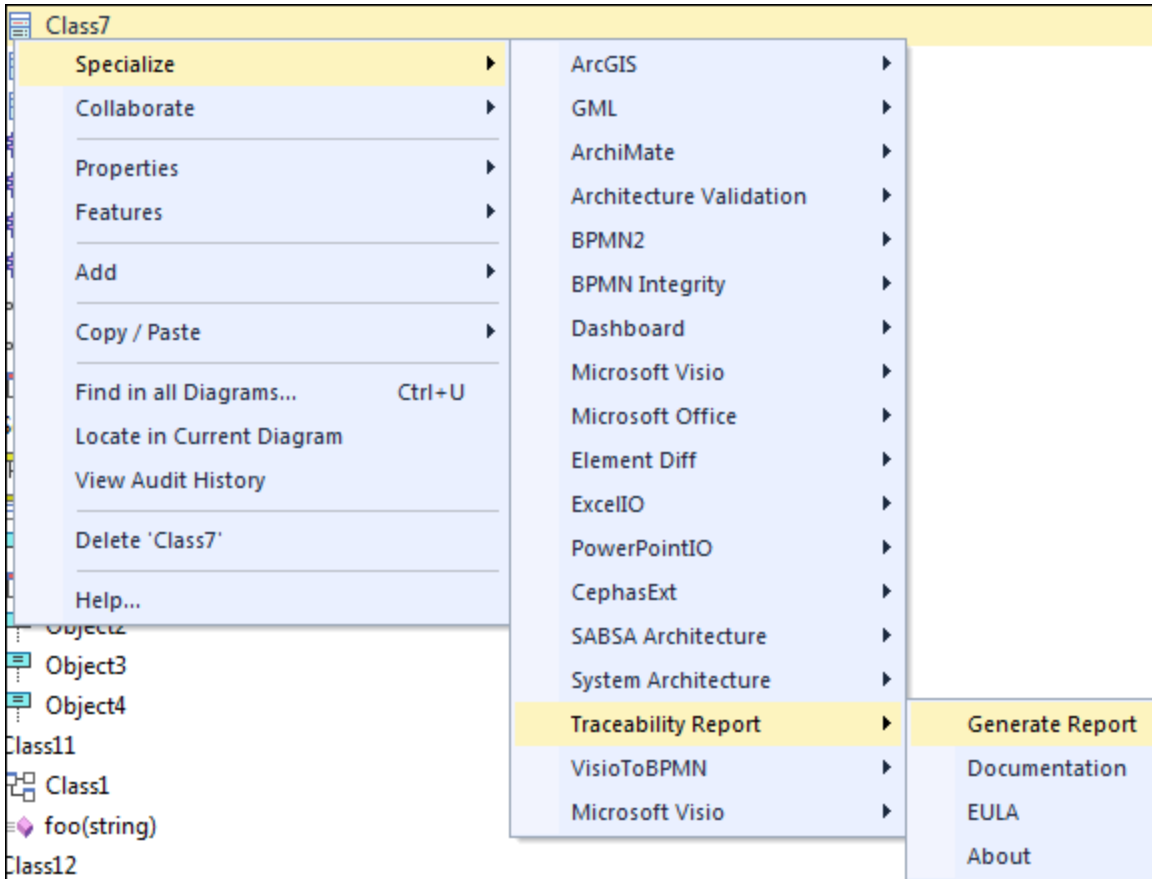 Class7
Specialize
Collaborate
Properties
Features
Add
Copy / Paste
Find in all Diagrams... Ctrl+U
Locate in Current Diagram
View Audit History
Delete 'Class7'
Help...
ArcGIS
GML
ArchiMate
Architecture Validation
BPMN2
BPMN Integrity
Dashboard
Microsoft Visio
Microsoft Office
Element Diff
ExcelIO
PowerPointIO
CephasExt
SABSA Architecture
System Architecture
Traceability Report
VisioToBPMN
Microsoft Visio
Generate Report
Documentation
EULA
About
Object2
Object3
Object4
Class11
Class1
foo(string)
Class12